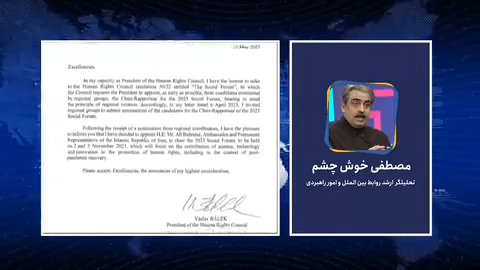 10 May 2023
Excellencies,
In my capacity as President of the Human Rights Council, I have the honour to refer
to Human Rights Council resolution 50/22 entitled "The Social Forum", in which
the Council requests the President to appoint, as early as possible, from candidates nominated
by regional groups, the Chair-Rapporteur for the 2023 Social Forum, bearing in mind
the principle of regional rotation. Accordingly, in my letter dated 6 April 2023, I invited
regional groups to submit nominations of the candidates for the Chair-Rapporteur of the 2023
Social Forum.
Following the receipt of a nomination from regional coordinators, I have the pleasure
to inform you that I have decided to appoint H.E. Mr. Ali Bahreini, Ambassador and Permanent
Representative of the Islamic Republic of Iran, to chair the 2023 Social Forum to be held
on 2 and 3 November 2023, which will focus on the contribution of science, technology
and innovation to the promotion of human rights, including in the context of post-
pandemic recovery.
Please accept, Excellencies, the assurances of my highest consideration.
Václav BÁLEK
President of the Human Rights Council
مصطفی خوش چشم
تحلیلگر ارشد روابط بین الملل و امور راهبردی